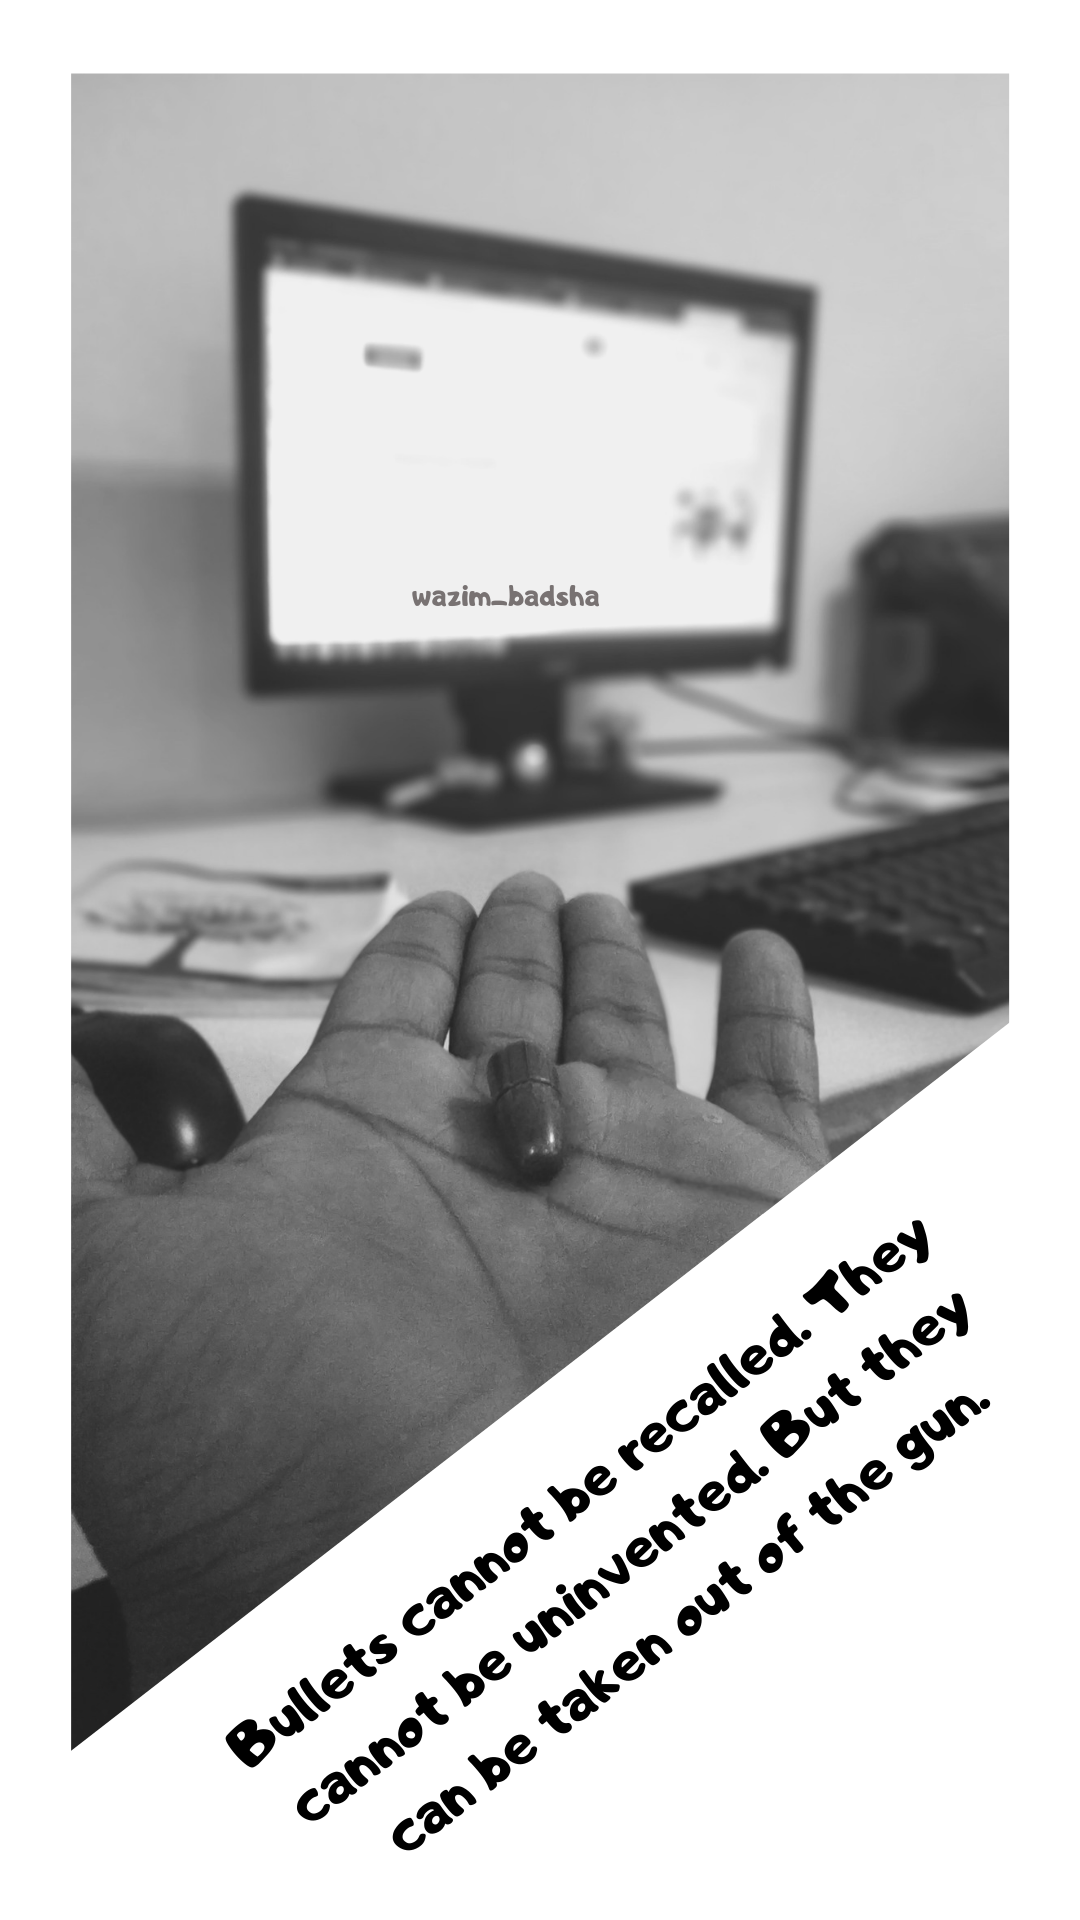 wazim_badsha
Bullets cannot be recalled. They
cannot be uninvented. But they
can be taken out of the gun.